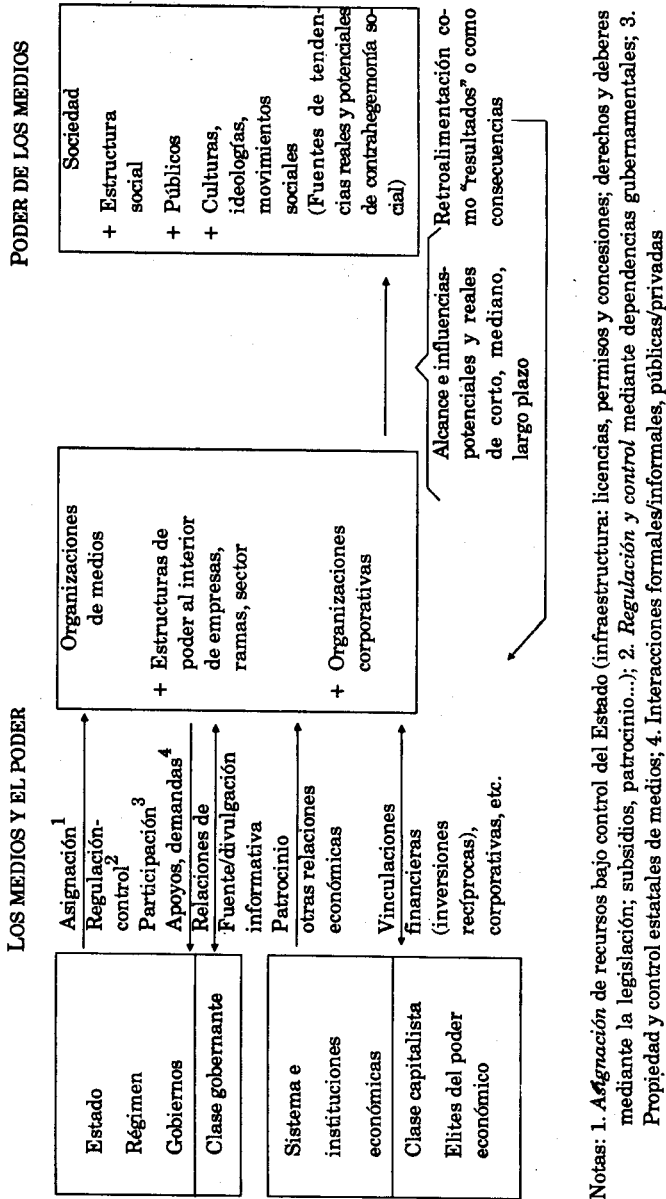 LOS MEDIOS Y EL PODER
PODER DE LOS MEDIOS
Estado
Régimen
Gobiernos
Clase gobernante
Sistema e
instituciones
económicas
Clase capitalista
Elites del poder
económico
Asignación¹
Regulación-
control²
Participación³
Apoyos, demandas⁴
Relaciones de
Fuente/divulgación
informativa
Patrocinio
otras relaciones
económicas
Vinculaciones
financieras
(inversiones
recíprocas),
corporativas, etc.
Organizaciones
de medios
+ Estructuras de
poder al interior
de empresas,
ramas, sector
+ Organizaciones
corporativas
Sociedad
+ Estructura
social
+ Públicos
+ Culturas,
ideologías,
movimientos
sociales
(Fuentes de tenden-
cias reales y potenciales
de contrahegemonía so-
cial)
Alcance e influencias-
potenciales y reales
de corto, mediano,
largo plazo
Retroalimentación co-
mo "resultados" o como
consecuencias
Notas: 1. Asignación de recursos bajo control del Estado (infraestructura: licencias, permisos y concesiones; derechos y deberes
mediante la legislación; subsidios, patrocinio...); 2. Regulación y control mediante dependencias gubernamentales; 3.
Propiedad y control estatales de medios; 4. Interacciones formales/informales, públicas/privadas